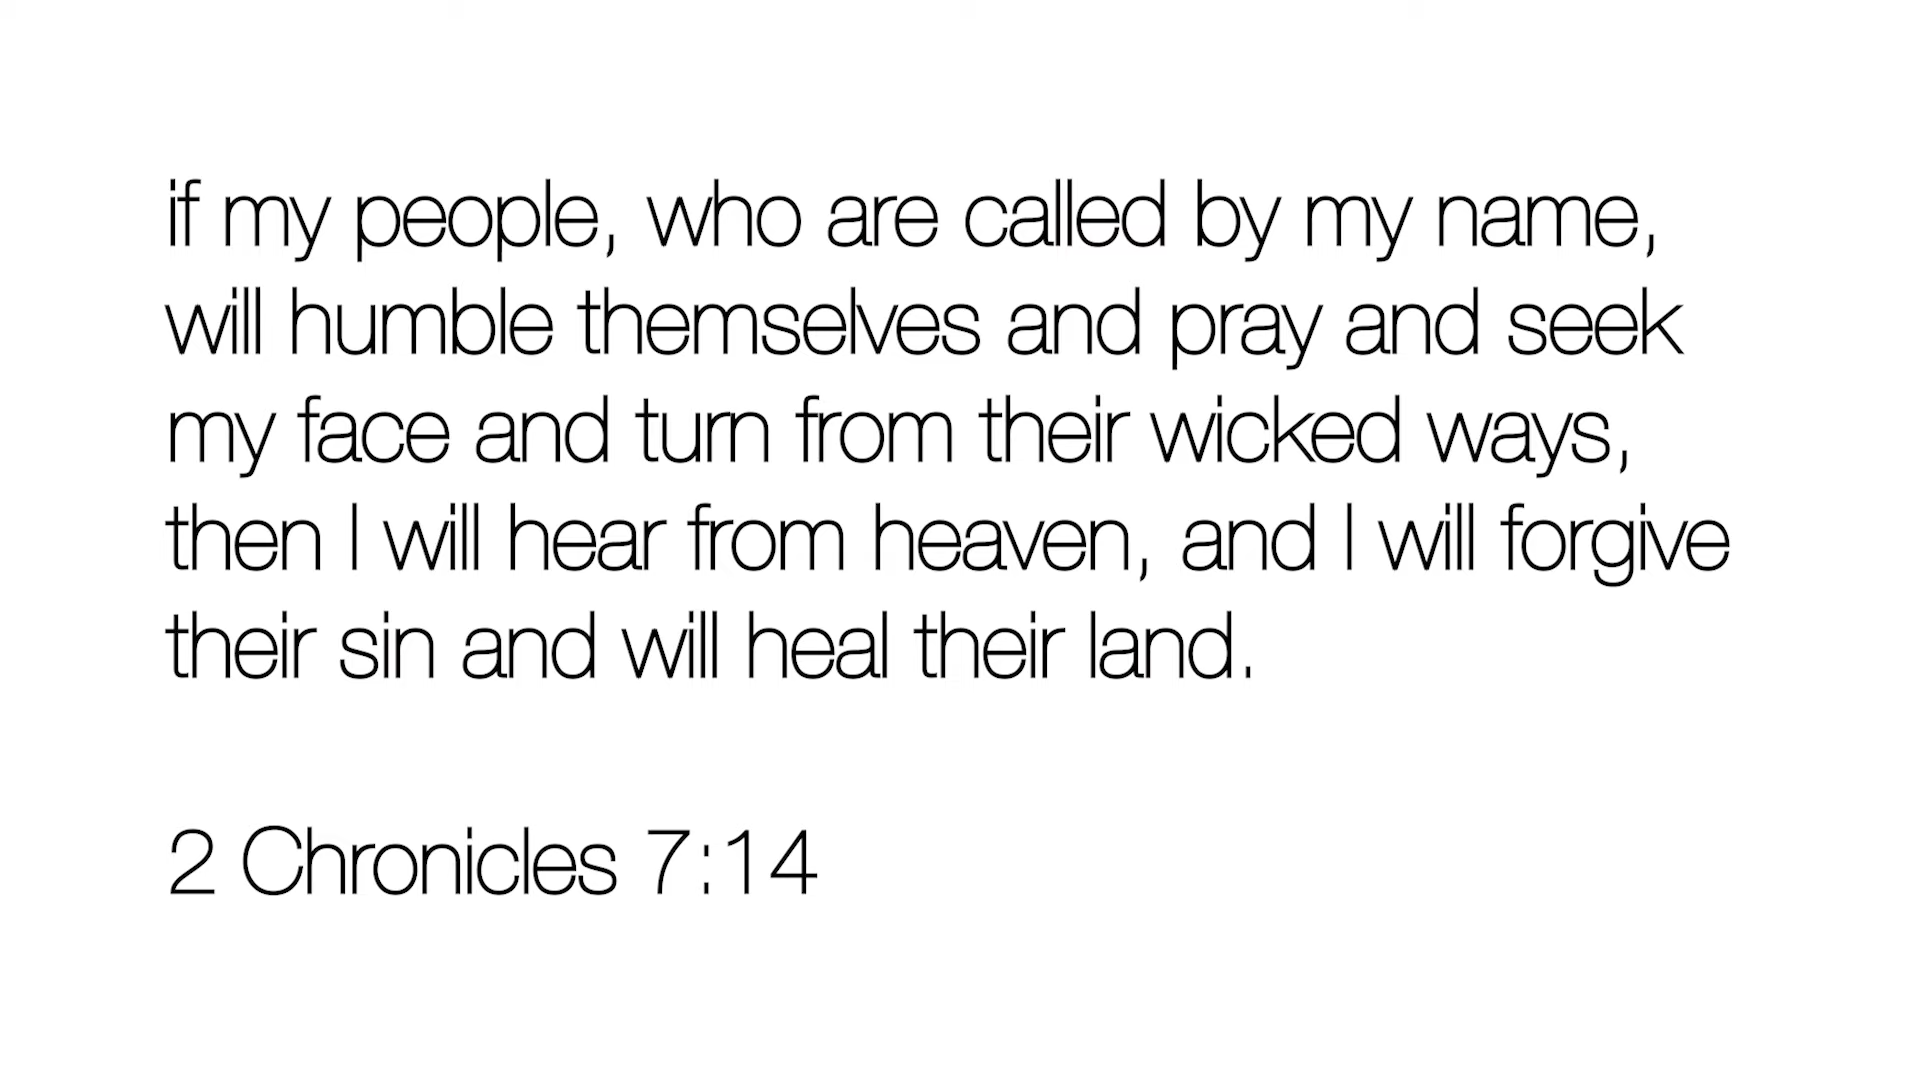 if my people, who are called by my name,
will humble themselves and pray and seek
my face and turn from their wicked ways,
then I will hear from heaven, and I will forgive
their sin and will heal their land.
2 Chronicles 7:14